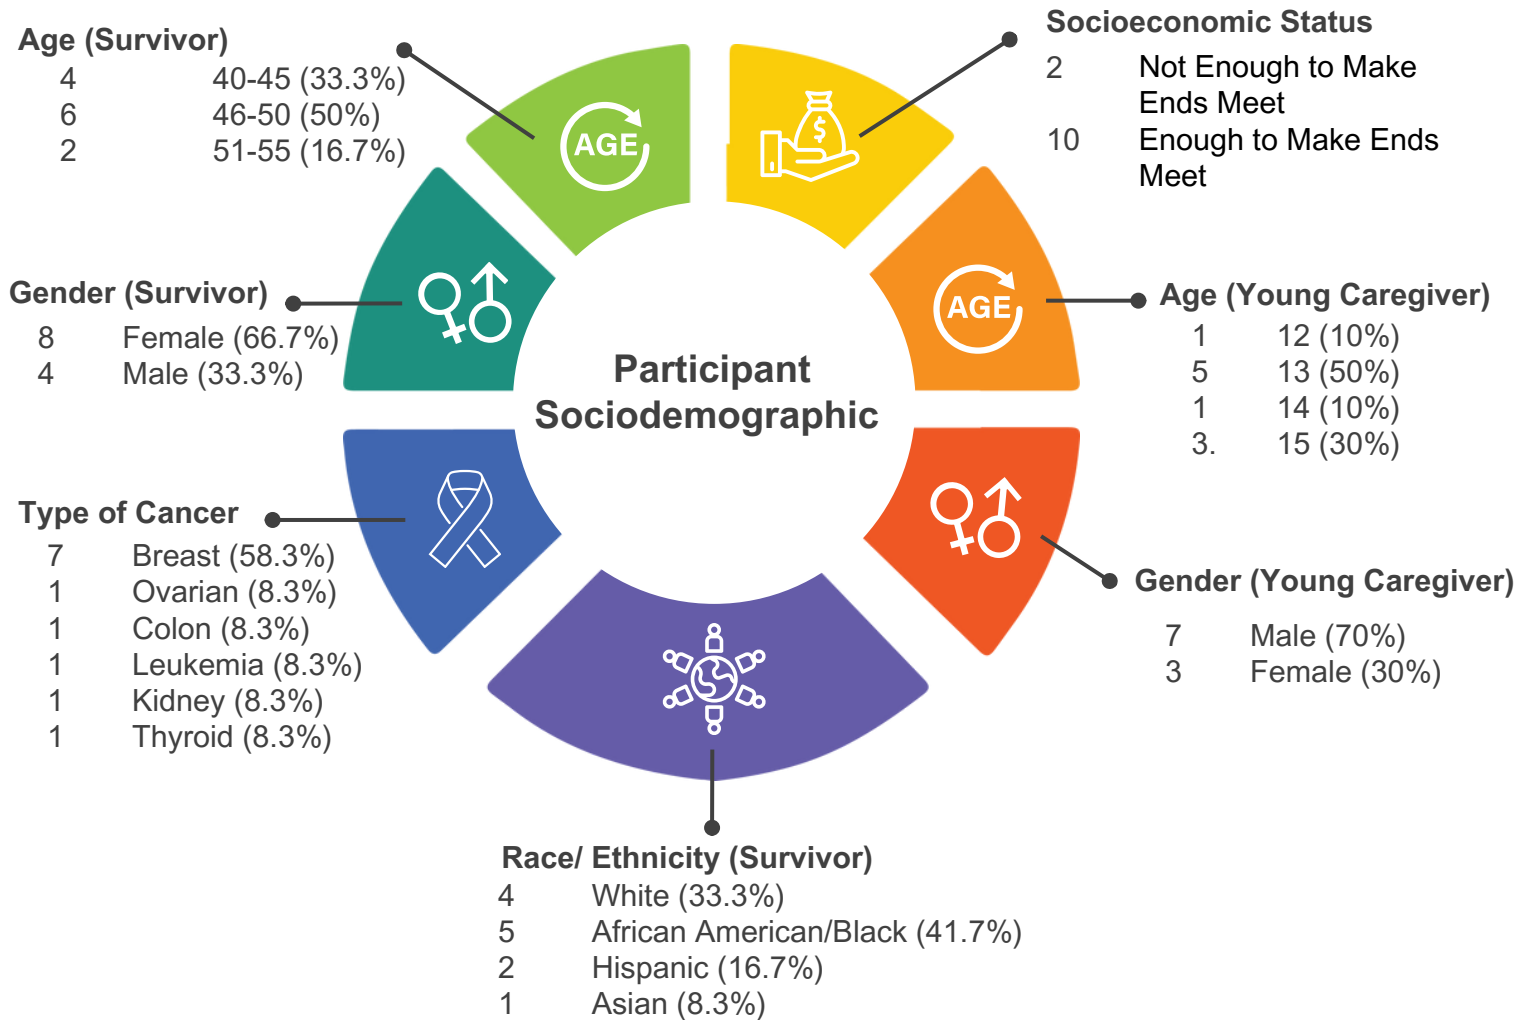 Age (Survivor)
4 40-45 (33.3%)
6 46-50 (50%)
2 51-55 (16.7%)
Socioeconomic Status
2 Not Enough to Make
Ends Meet
10 Enough to Make Ends
Meet
AGE
$
Gender (Survivor)
8 Female (66.7%)
4 Male (33.3%)
AGE
Age (Young Caregiver)
1 12 (10%)
5 13 (50%)
1 14 (10%)
3. 15 (30%)
Participant
Sociodemographic
Type of Cancer
7 Breast (58.3%)
1 Ovarian (8.3%)
1 Colon (8.3%)
1 Leukemia (8.3%)
1 Kidney (8.3%)
1 Thyroid (8.3%)
Gender (Young Caregiver)
7 Male (70%)
3 Female (30%)
Race/ Ethnicity (Survivor)
4 White (33.3%)
5 African American/Black (41.7%)
2 Hispanic (16.7%)
1 Asian (8.3%)